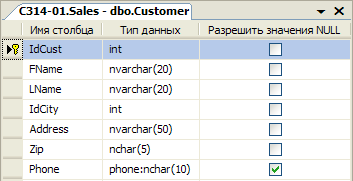 C314-01.Sales - dbo.Customer
Имя столбца Тип данных Разрешить значения NULL
IdCust int
FName nvarchar(20)
LName nvarchar(20)
IdCity int
Address nvarchar(50)
Zip nchar(5)
Phone phone:nchar(10)